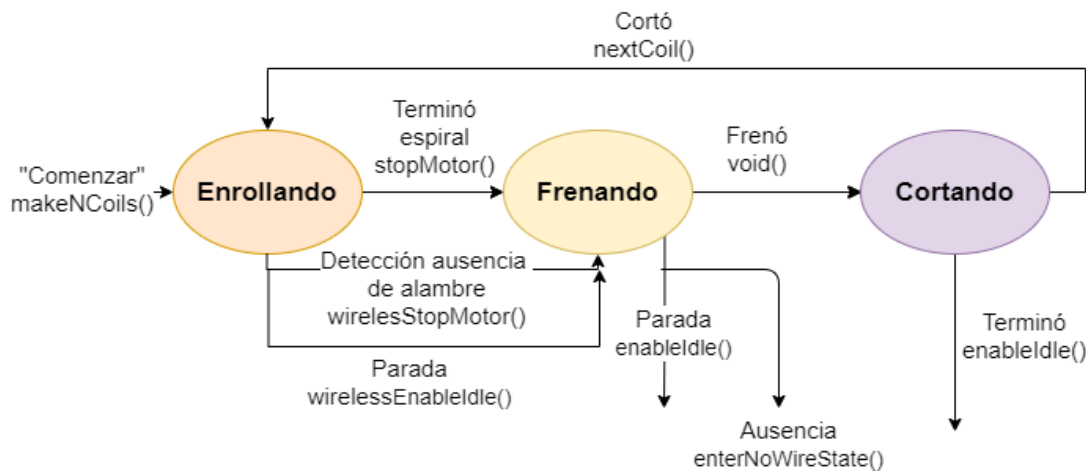 Cortó
nextCoil()
Terminó
espiral
stopMotor()
Frenó
void()
"Comenzar"
makeNCoils()
Enrollando
Frenando
Cortando
Detección ausencia
de alambre
wirelesStopMotor()
Parada
wirelessEnableIdle()
Parada
enableIdle()
Ausencia
enterNoWireState()
Terminó
enableIdle()